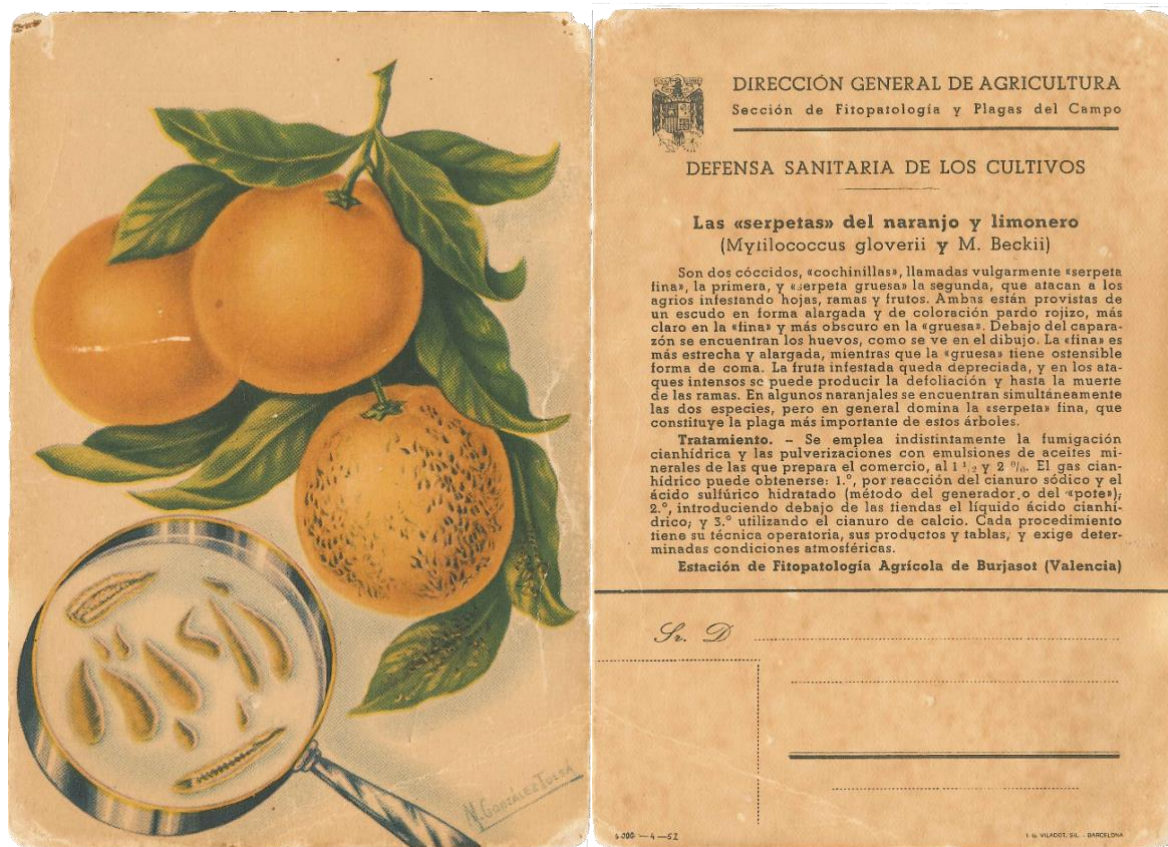 N. GONZÁLEZ TOSSÁ
DIRECCIÓN GENERAL DE AGRICULTURA
Sección de Fitopatología y Plagas del Campo
DEFENSA SANITARIA DE LOS CULTIVOS
Las «serpetas» del naranjo y limonero
(Mytilococcus gloverii y M. Beckii)
Son dos cóccidos, «cochinillas», llamadas vulgarmente «serpeta
fina», la primera, y «serpeta gruesa» la segunda, que atacan a los
agrios infestando hojas, ramas y frutos. Ambas están provistas de
un escudo en forma alargada y de coloración pardo rojizo, más
claro en la «fina» y más obscuro en la «gruesa». Debajo del capara-
zón se encuentran los huevos, como se ve en el dibujo. La «fina» es
más estrecha y alargada, mientras que la «gruesa» tiene ostensible
forma de coma. La fruta infestada queda depreciada, y en los ata-
ques intensos se puede producir la defoliación y hasta la muerte
de las ramas. En algunos naranjales se encuentran simultáneamente
las dos especies, pero en general domina la «serpeta» fina, que
constituye la plaga más importante de estos árboles.
Tratamiento. – Se emplea indistintamente la fumigación
cianhídrica y las pulverizaciones con emulsiones de aceites mi-
nerales de las que prepara el comercio, al 1 1/2 y 2 %. El gas cian-
hídrico puede obtenerse: 1.º, por reacción del cianuro sódico y el
ácido sulfúrico hidratado (método del generador o del «pote»);
2.º, introduciendo debajo de las tiendas el líquido ácido cianhí-
drico; y 3.º utilizando el cianuro de calcio. Cada procedimiento
tiene su técnica operatoria, sus productos y tablas, y exige deter-
minadas condiciones atmosféricas.
Estación de Fitopatología Agrícola de Burjasot (Valencia)
Sr. D
- 4 - 52
I. G. VILADOT, S.L. - BARCELONA